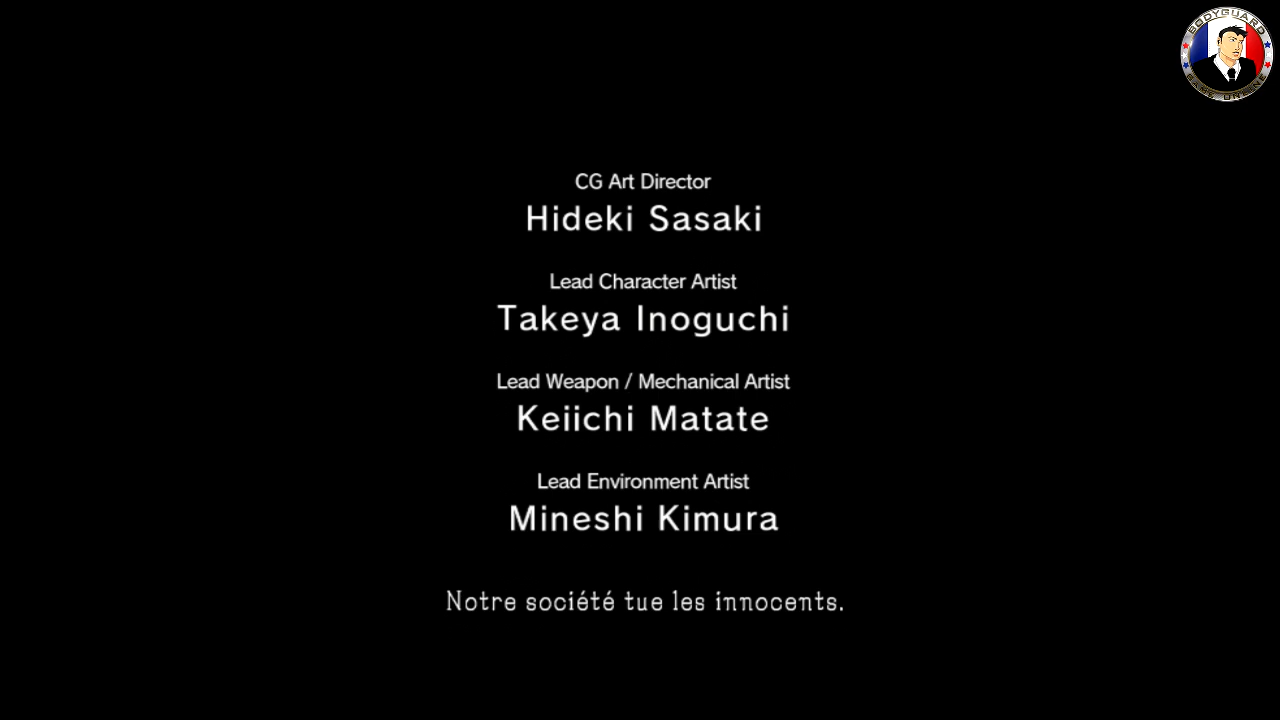 BODYGUARD
CG Art Director
Hideki Sasaki
Lead Character Artist
Takeya Inoguchi
Lead Weapon / Mechanical Artist
Keiichi Matate
Lead Environment Artist
Mineshi Kimura
Notre société tue les innocents.